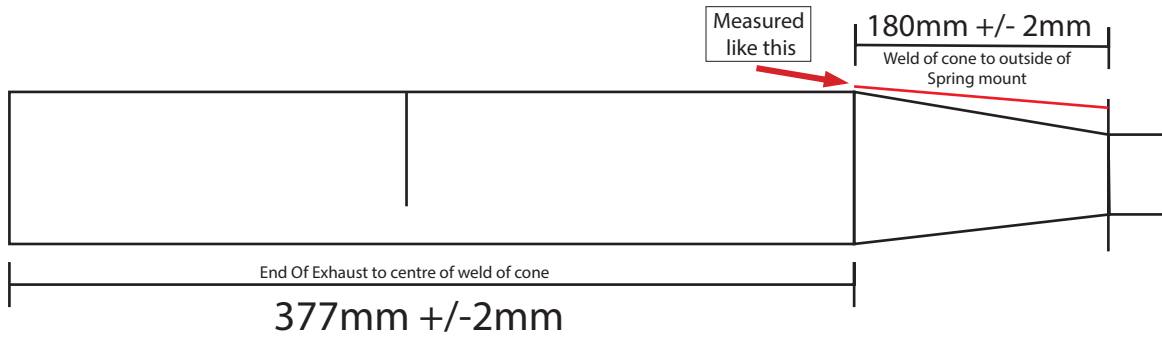 Measured
like this
180mm +/- 2mm
Weld of cone to outside of
Spring mount
End Of Exhaust to centre of weld of cone
377mm +/-2mm